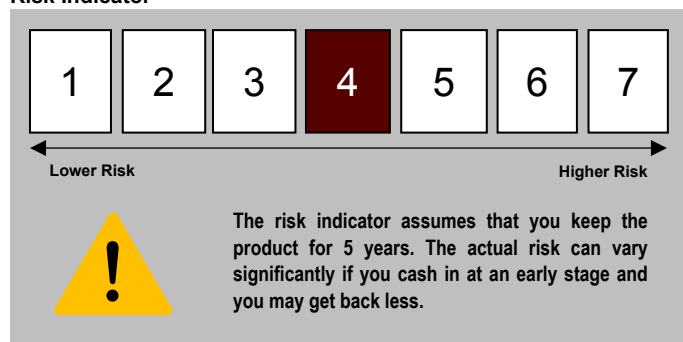 Risk Indicator
1 2 3 4 5 6 7
Lower Risk Higher Risk
The risk indicator assumes that you keep the
product for 5 years. The actual risk can vary
significantly if you cash in at an early stage and
you may get back less.